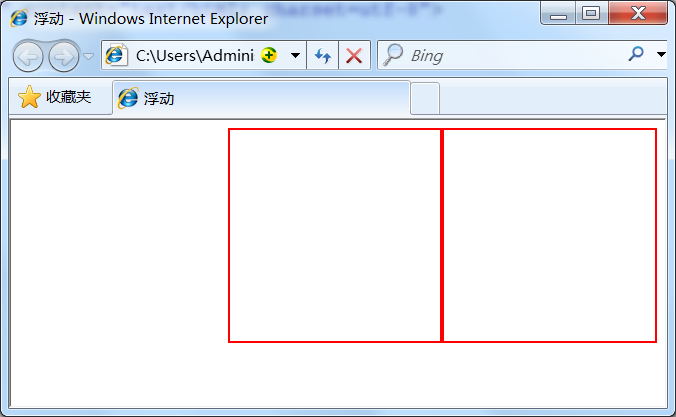 浮动 - Windows Internet Explorer
C:\Users\Admini
Bing
收藏夹
浮动